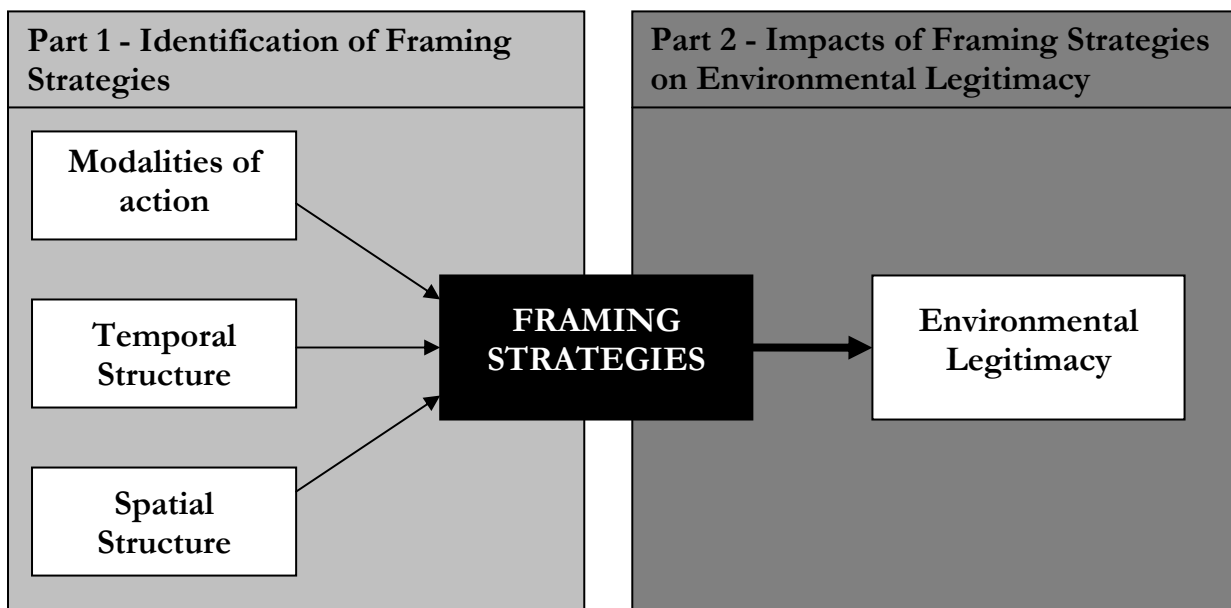 Part 1 - Identification of Framing
Strategies
Modalities of
action
Temporal
Structure
Spatial
Structure
FRAMING
STRATEGIES
Part 2 - Impacts of Framing Strategies
on Environmental Legitimacy
Environmental
Legitimacy